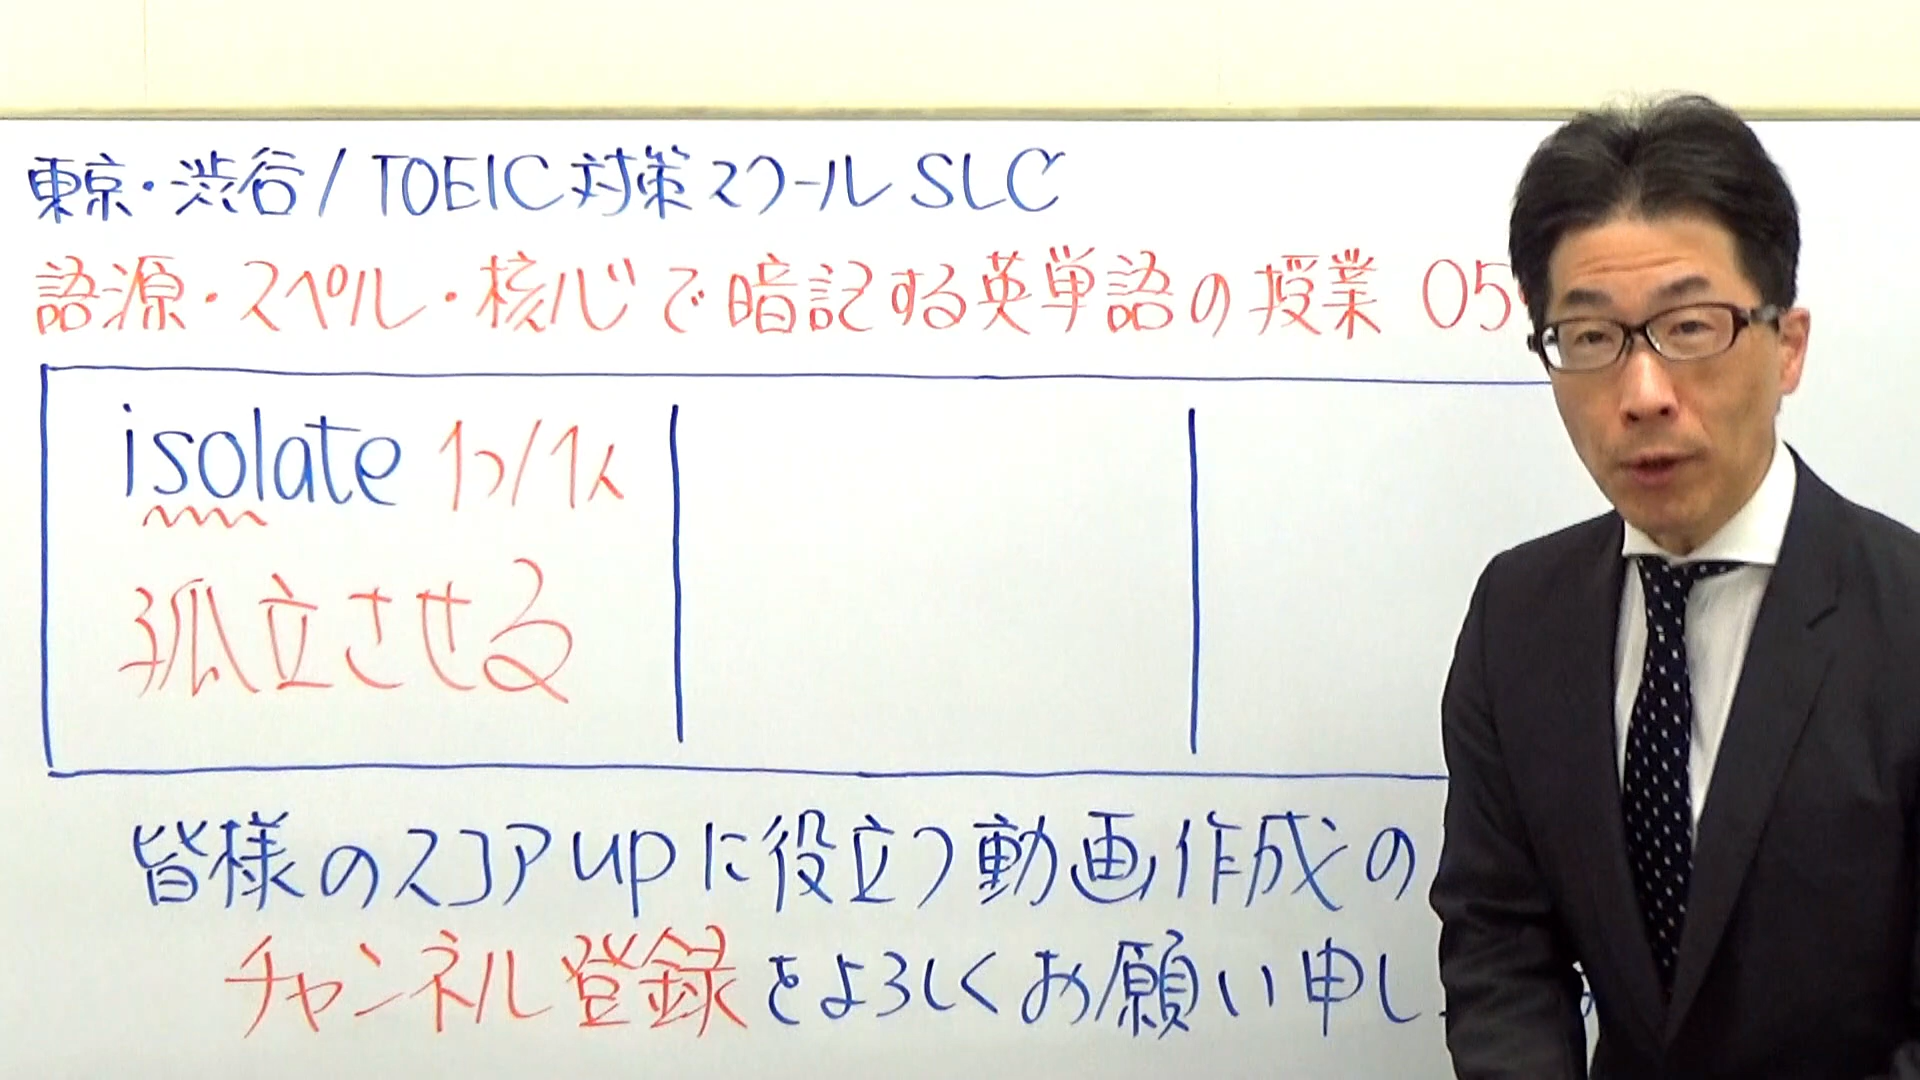 東京・渋谷/TOEIC対策スクールSLC
語源・スペル・核心で暗記する英単語の授業 05
isolate 1つ/1人
孤立させる
皆様のスコアupに役立つ動画作成の
チャンネル登録をよろしくお願い申し